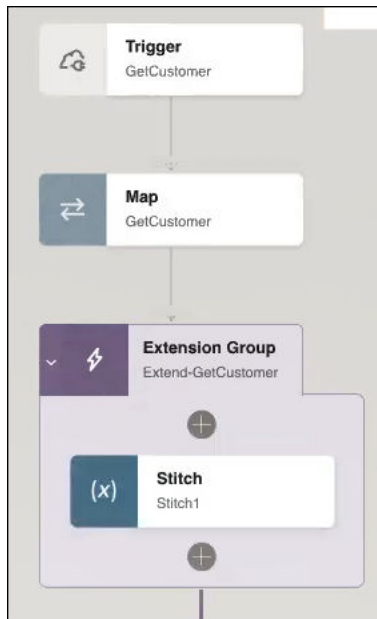 Trigger
GetCustomer
Map
GetCustomer
Extension Group
Extend-GetCustomer
(x)
Stitch
Stitch1